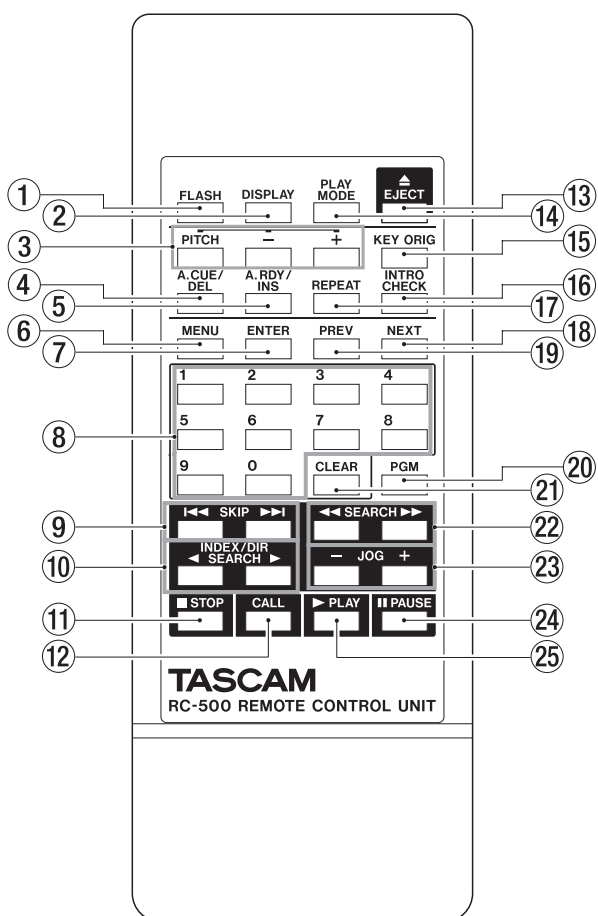 ① FLASH DISPLAY PLAY MODE ▲ EJECT ⑬
② ⑭
③ PITCH − + KEY ORIG ⑮
④ A.CUE/ DEL A.RDY/ INS REPEAT INTRO CHECK ⑯
⑤ ⑰
⑥ MENU ENTER PREV NEXT ⑱
⑦ ⑲
1 2 3 4
⑧ 5 6 7 8
9 0 CLEAR PGM ⑳
㉑
⑨ SKIP SEARCH ㉒
⑩ INDEX/DIR SEARCH − JOG + ㉓
⑪ STOP CALL PLAY PAUSE ㉔
⑫ ㉕
TASCAM
RC-500 REMOTE CONTROL UNIT